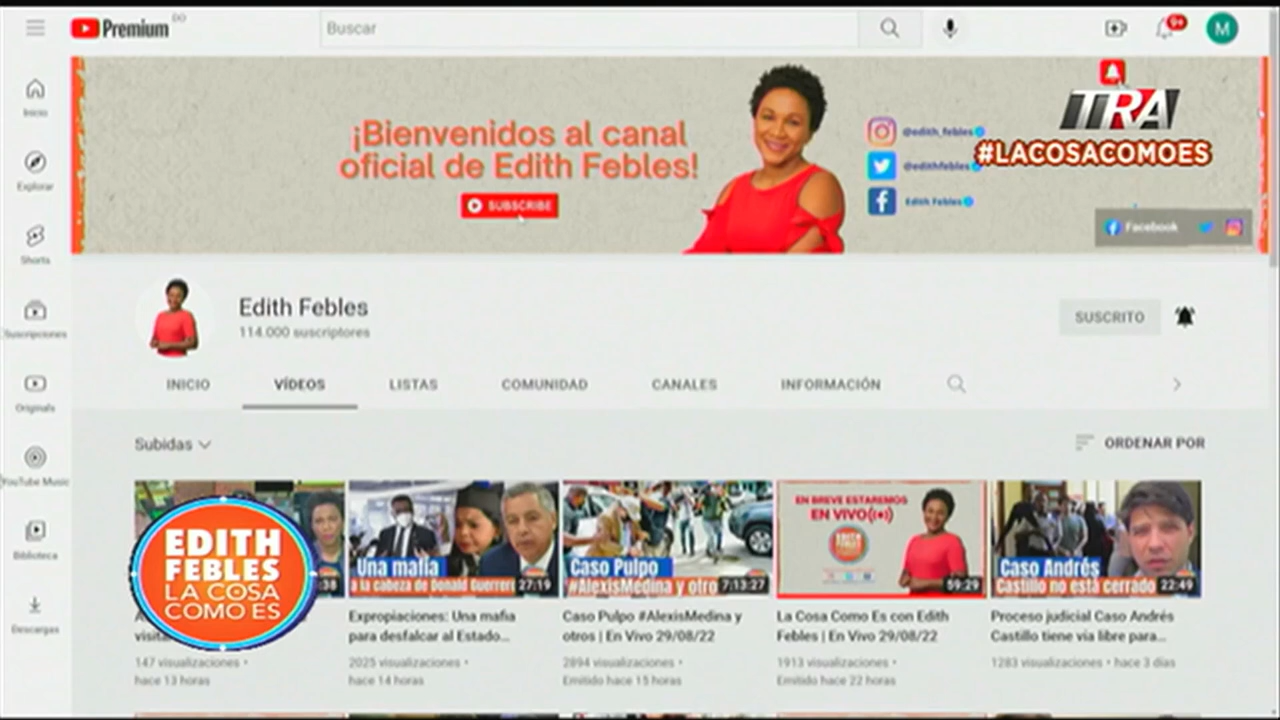 Premium
DO
Buscar
9+
M
Inicio
Explorar
Shorts
Suscripciones
Originals
YouTube Music
Biblioteca
Descargas
¡Bienvenidos al canal
oficial de Edith Febles!
SUBSCRIBE
@edith_febles
@edithfebles
Edith Febles
TRA
#LACOSACOMOES
Facebook
Edith Febles
114.000 suscriptores
SUSCRITO
INICIO
VÍDEOS
LISTAS
COMUNIDAD
CANALES
INFORMACIÓN
Subidas
ORDENAR POR
EDITH
FEBLES
LA COSA
COMO ES
:38
visita
147 visualizaciones •
hace 13 horas
Una mafia
a la cabeza de Donald Guerrero
27:19
Expropiaciones: Una mafia
para desfalcar al Estado...
2025 visualizaciones •
hace 14 horas
Caso Pulpo
#AlexisMedina y otro
7:13:27
Caso Pulpo #AlexisMedina y
otros | En Vivo 29/08/22
2894 visualizaciones •
Emitido hace 15 horas
EN BREVE ESTAREMOS
EN VIVO
EDITH
FEBLES
59:29
La Cosa Como Es con Edith
Febles | En Vivo 29/08/22
1913 visualizaciones •
Emitido hace 22 horas
Caso Andrés
Castillo no está cerrado
22:49
Proceso judicial Caso Andrés
Castillo tiene vía libre para...
1283 visualizaciones • hace 3 días